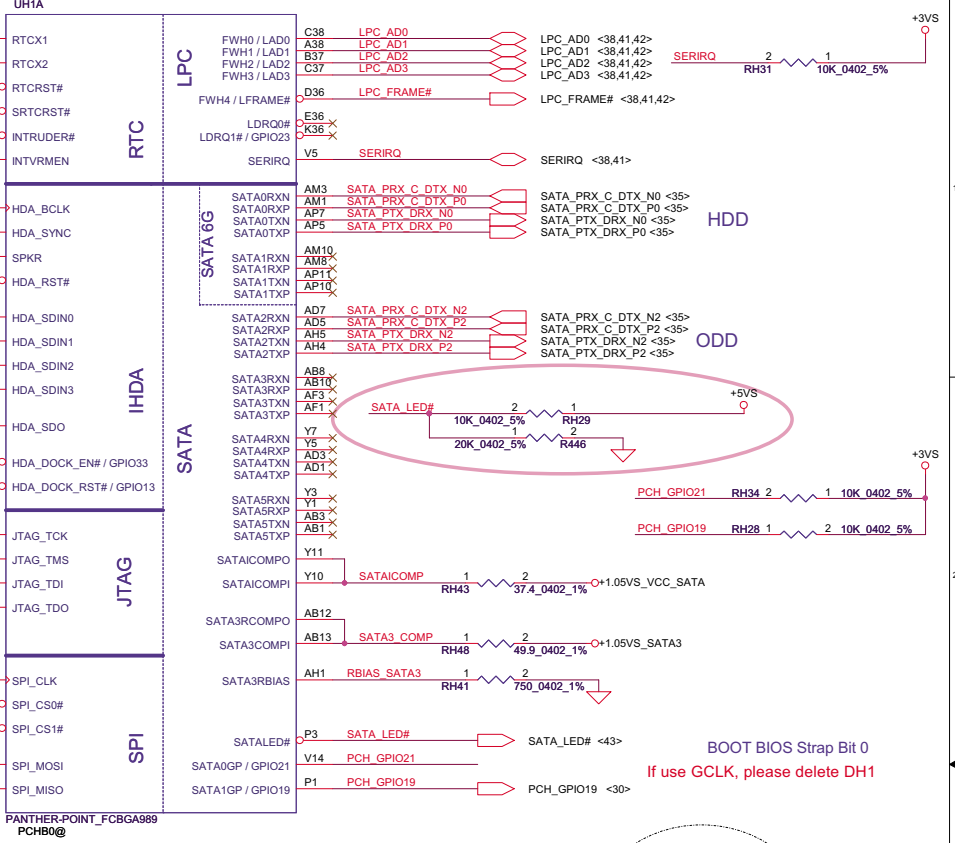 UH1A
RTCX1
RTCX2
RTCRST#
SRTCRST#
INTRUDER#
INTVRMEN
RTC
LPC
FWH0 / LAD0 C38 LPC_AD0 LPC_AD0 <38,41,42>
FWH1 / LAD1 A38 LPC_AD1 LPC_AD1 <38,41,42>
FWH2 / LAD2 B37 LPC_AD2 LPC_AD2 <38,41,42>
FWH3 / LAD3 C37 LPC_AD3 LPC_AD3 <38,41,42>
FWH4 / LFRAME# D36 LPC_FRAME# LPC_FRAME# <38,41,42>
LDRQ0# E36
LDRQ1# / GPIO23 K36
SERIRQ V5 SERIRQ SERIRQ <38,41>
+3VS
SERIRQ 2 1
RH31 10K_0402_5%
HDA_BCLK
HDA_SYNC
SPKR
HDA_RST#
HDA_SDIN0
HDA_SDIN1
HDA_SDIN2
HDA_SDIN3
HDA_SDO
HDA_DOCK_EN# / GPIO33
HDA_DOCK_RST# / GPIO13
IHDA
SATA
SATA 6G
SATA0RXN AM3 SATA_PRX_C_DTX_N0 SATA_PRX_C_DTX_N0 <35>
SATA0RXP AM1 SATA_PRX_C_DTX_P0 SATA_PRX_C_DTX_P0 <35>
SATA0TXN AP7 SATA_PTX_DRX_N0 SATA_PTX_DRX_N0 <35>
SATA0TXP AP5 SATA_PTX_DRX_P0 SATA_PTX_DRX_P0 <35>
HDD
SATA1RXN AM10
SATA1RXP AM8
SATA1TXN AP11
SATA1TXP AP10
SATA2RXN AD7 SATA_PRX_C_DTX_N2 SATA_PRX_C_DTX_N2 <35>
SATA2RXP AD5 SATA_PRX_C_DTX_P2 SATA_PRX_C_DTX_P2 <35>
SATA2TXN AH5 SATA_PTX_DRX_N2 SATA_PTX_DRX_N2 <35>
SATA2TXP AH4 SATA_PTX_DRX_P2 SATA_PTX_DRX_P2 <35>
ODD
SATA3RXN AB8
SATA3RXP AB10
SATA3TXN AF3
SATA3TXP AF1
+5VS
SATA_LED# 2 1
10K_0402_5% RH29
1 2
20K_0402_5% R446
SATA4RXN Y7
SATA4RXP Y5
SATA4TXN AD3
SATA4TXP AD1
+3VS
PCH_GPIO21 RH34 2 1 10K_0402_5%
PCH_GPIO19 RH28 1 2 10K_0402_5%
SATA5RXN Y3
SATA5RXP Y1
SATA5TXN AB3
SATA5TXP AB1
JTAG_TCK
JTAG_TMS
JTAG_TDI
JTAG_TDO
JTAG
SATAICOMPO Y11
SATAICOMPI Y10 SATAICOMP 1 2 +1.05VS_VCC_SATA
RH43 37.4_0402_1%
SATA3RCOMPO AB12
SATA3COMPI AB13 SATA3_COMP 1 2 +1.05VS_SATA3
RH48 49.9_0402_1%
SATA3RBIAS AH1 RBIAS_SATA3 1 2
RH41 750_0402_1%
SPI_CLK
SPI_CS0#
SPI_CS1#
SPI_MOSI
SPI_MISO
SPI
SATALED# P3 SATA_LED# SATA_LED# <43>
SATA0GP / GPIO21 V14 PCH_GPIO21
SATA1GP / GPIO19 P1 PCH_GPIO19 PCH_GPIO19 <30>
BOOT BIOS Strap Bit 0
If use GCLK, please delete DH1
PANTHER-POINT_FCBGA989
PCHB0@